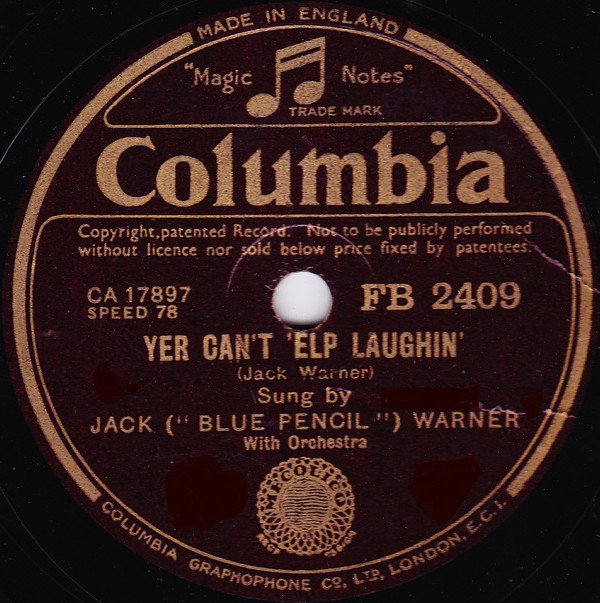 MADE IN ENGLAND
"Magic Notes"
TRADE MARK
Columbia
Copyright,patented Record. Not to be publicly performed
without licence nor sold below price fixed by patentees.
CA 17897
SPEED 78
FB 2409
YER CAN'T 'ELP LAUGHIN'
(Jack Warner)
Sung by
JACK ("BLUE PENCIL") WARNER
With Orchestra
COLUMBIA GRAPHOPHONE CO, LTD, LONDON, E.C.1.